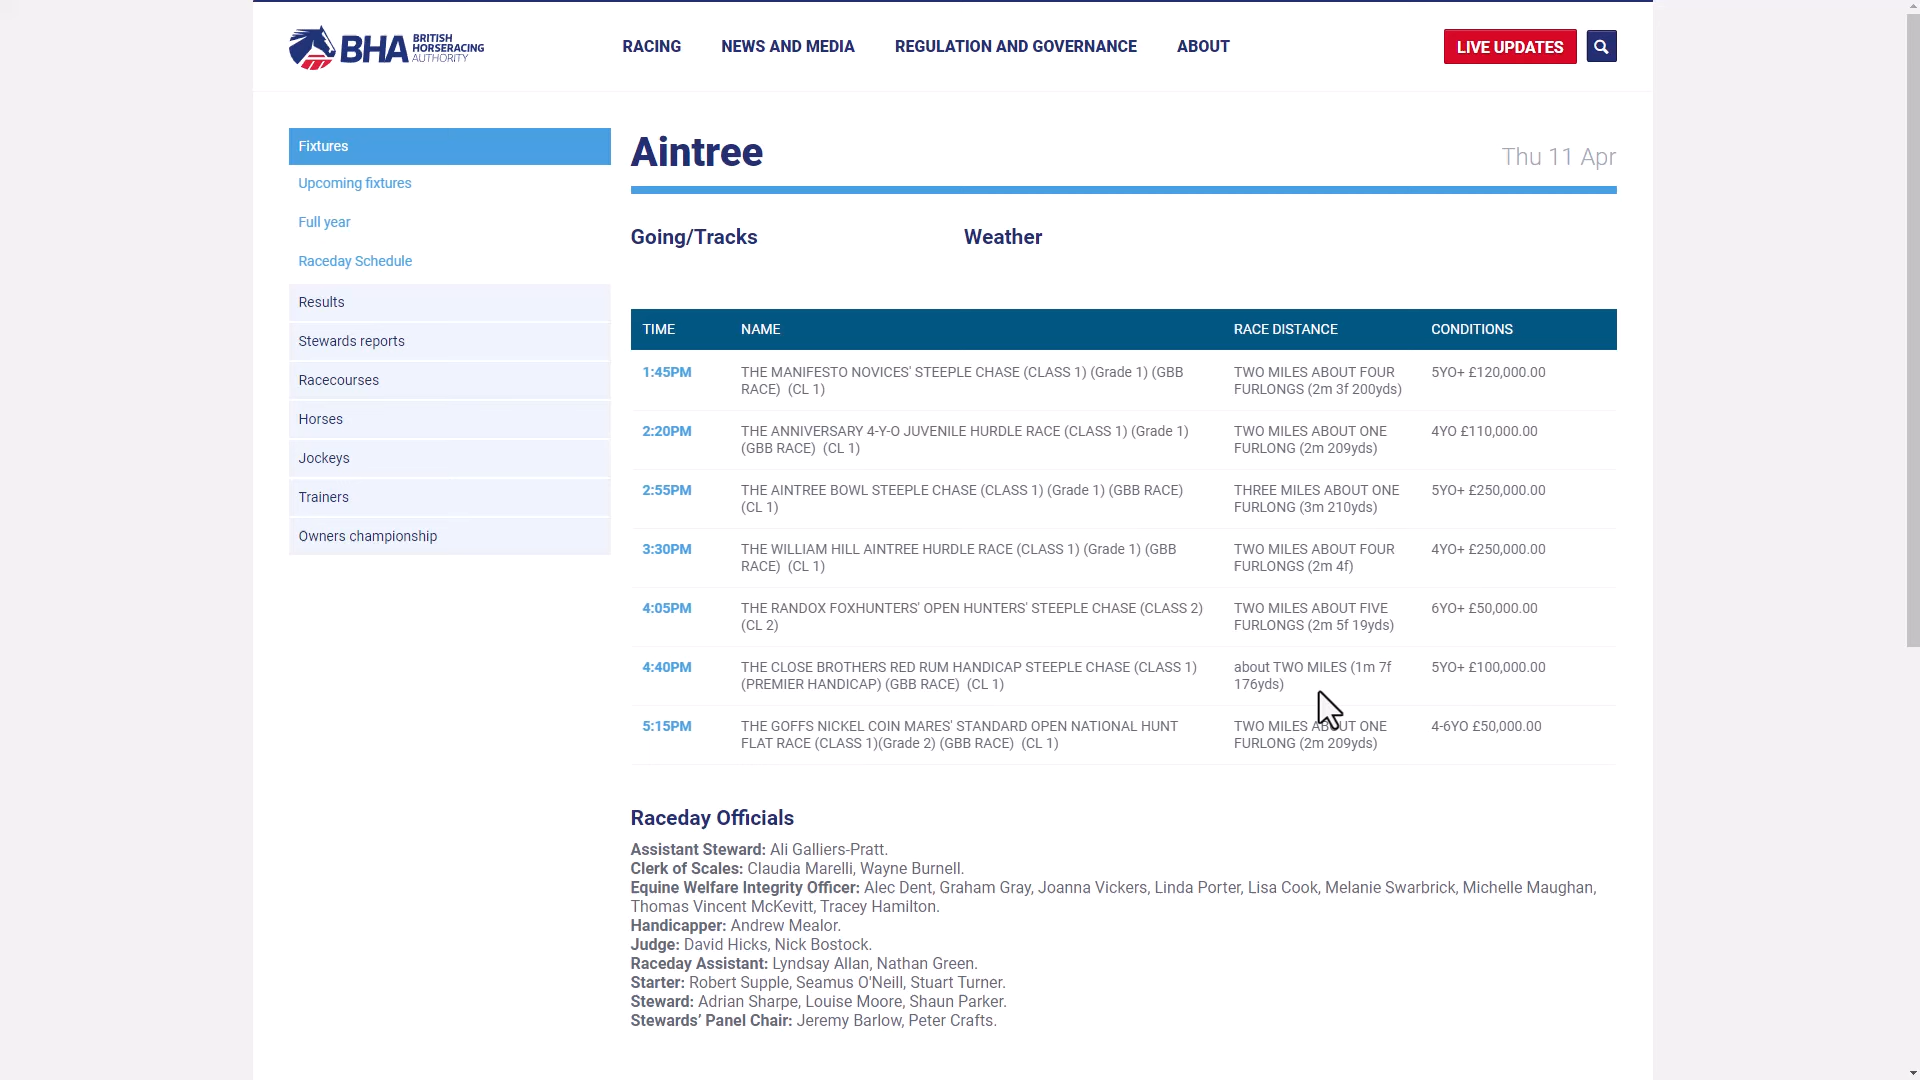 BHA BRITISH HORSERACING AUTHORITY
RACING
NEWS AND MEDIA
REGULATION AND GOVERNANCE
ABOUT
LIVE UPDATES
Fixtures
Upcoming fixtures
Full year
Raceday Schedule
Results
Stewards reports
Racecourses
Horses
Jockeys
Trainers
Owners championship
Aintree
Thu 11 Apr
Going/Tracks
Weather
TIME NAME RACE DISTANCE CONDITIONS
1:45PM THE MANIFESTO NOVICES' STEEPLE CHASE (CLASS 1) (Grade 1) (GBB TWO MILES ABOUT FOUR 5YO+ £120,000.00
RACE) (CL 1) FURLONGS (2m 3f 200yds)
2:20PM THE ANNIVERSARY 4-Y-O JUVENILE HURDLE RACE (CLASS 1) (Grade 1) TWO MILES ABOUT ONE 4YO £110,000.00
(GBB RACE) (CL 1) FURLONG (2m 209yds)
2:55PM THE AINTREE BOWL STEEPLE CHASE (CLASS 1) (Grade 1) (GBB RACE) THREE MILES ABOUT ONE 5YO+ £250,000.00
(CL 1) FURLONG (3m 210yds)
3:30PM THE WILLIAM HILL AINTREE HURDLE RACE (CLASS 1) (Grade 1) (GBB TWO MILES ABOUT FOUR 4YO+ £250,000.00
RACE) (CL 1) FURLONGS (2m 4f)
4:05PM THE RANDOX FOXHUNTERS' OPEN HUNTERS' STEEPLE CHASE (CLASS 2) TWO MILES ABOUT FIVE 6YO+ £50,000.00
(CL 2) FURLONGS (2m 5f 19yds)
4:40PM THE CLOSE BROTHERS RED RUM HANDICAP STEEPLE CHASE (CLASS 1) about TWO MILES (1m 7f 5YO+ £100,000.00
(PREMIER HANDICAP) (GBB RACE) (CL 1) 176yds)
5:15PM THE GOFFS NICKEL COIN MARES' STANDARD OPEN NATIONAL HUNT TWO MILES ABOUT ONE 4-6YO £50,000.00
FLAT RACE (CLASS 1)(Grade 2) (GBB RACE) (CL 1) FURLONG (2m 209yds)
Raceday Officials
Assistant Steward: Ali Galliers-Pratt.
Clerk of Scales: Claudia Marelli, Wayne Burnell.
Equine Welfare Integrity Officer: Alec Dent, Graham Gray, Joanna Vickers, Linda Porter, Lisa Cook, Melanie Swarbrick, Michelle Maughan,
Thomas Vincent McKevitt, Tracey Hamilton.
Handicapper: Andrew Mealor.
Judge: David Hicks, Nick Bostock.
Raceday Assistant: Lyndsay Allan, Nathan Green.
Starter: Robert Supple, Seamus O'Neill, Stuart Turner.
Steward: Adrian Sharpe, Louise Moore, Shaun Parker.
Stewards’ Panel Chair: Jeremy Barlow, Peter Crafts.